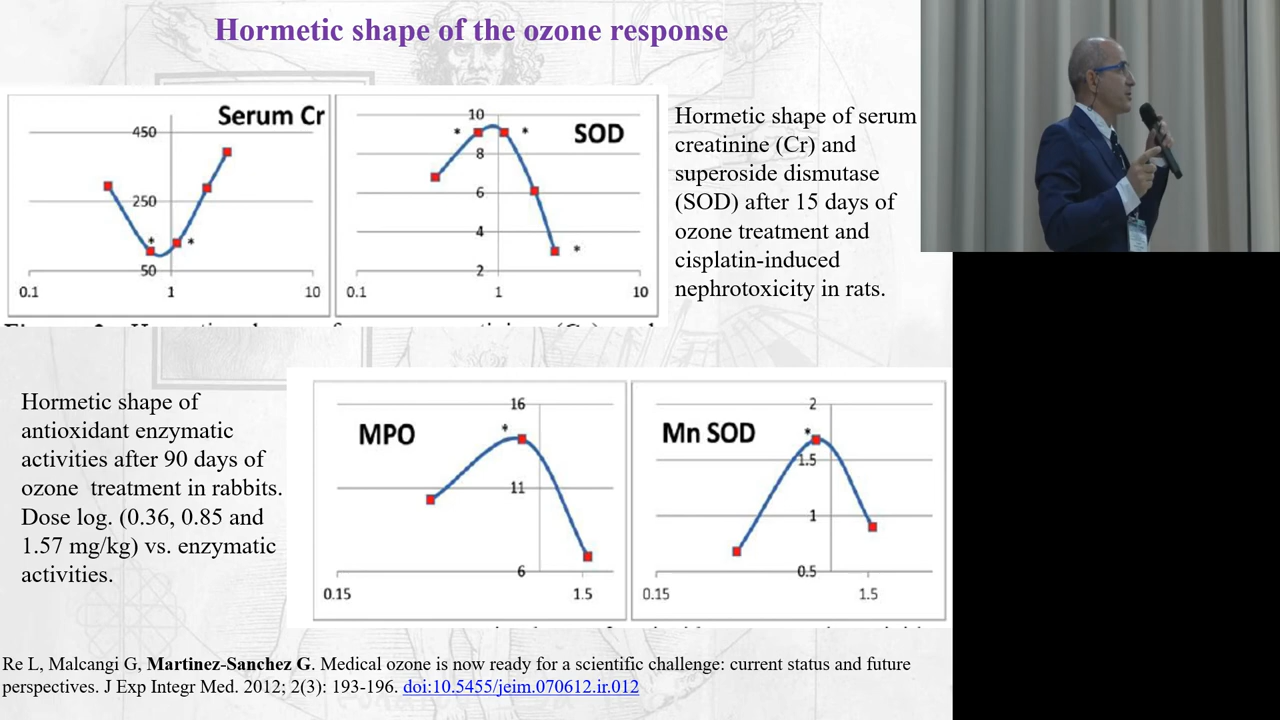 Hormetic shape of the ozone response
Serum Cr
450
250
50
0.1
1
10
SOD
10
8
6
4
2
0.1
1
10
*
*
*
*
*
Hormetic shape of serum
creatinine (Cr) and
superoside dismutase
(SOD) after 15 days of
ozone treatment and
cisplatin-induced
nephrotoxicity in rats.
Hormetic shape of
antioxidant enzymatic
activities after 90 days of
ozone treatment in rabbits.
Dose log. (0.36, 0.85 and
1.57 mg/kg) vs. enzymatic
activities.
MPO
16
11
6
0.15
1.5
*
Mn SOD
2
1.5
1
0.5
0.15
1.5
*
Re L, Malcangi G, Martinez-Sanchez G. Medical ozone is now ready for a scientific challenge: current status and future
perspectives. J Exp Integr Med. 2012; 2(3): 193-196. doi:10.5455/jeim.070612.ir.012